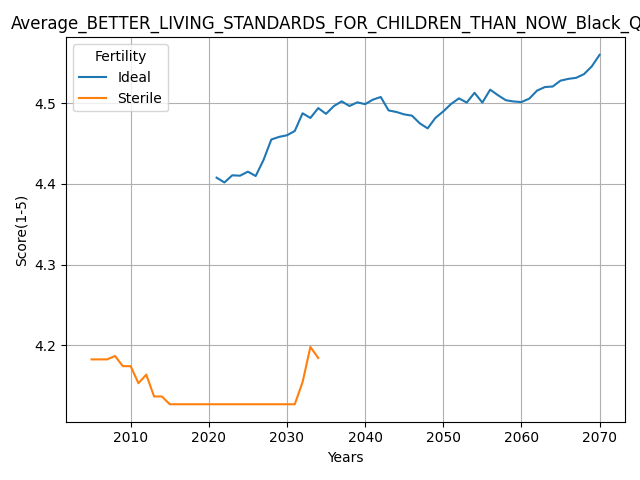 Average_BETTER_LIVING_STANDARDS_FOR_CHILDREN_THAN_NOW_Black_Q
Fertility
Ideal
Sterile
Score(1-5)
4.5
4.4
4.3
4.2
2010 2020 2030 2040 2050 2060 2070
Years